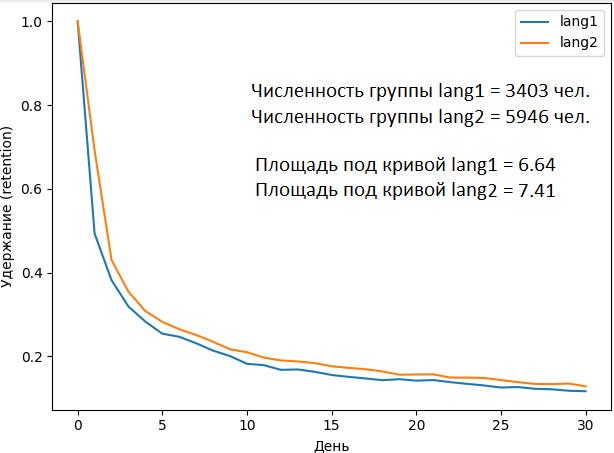 1.0
0.8
0.6
0.4
0.2
0
5
10
15
20
25
30
Удержание (retention)
День
lang1
lang2
Численность группы lang1 = 3403 чел.
Численность группы lang2 = 5946 чел.
Площадь под кривой lang1 = 6.64
Площадь под кривой lang2 = 7.41